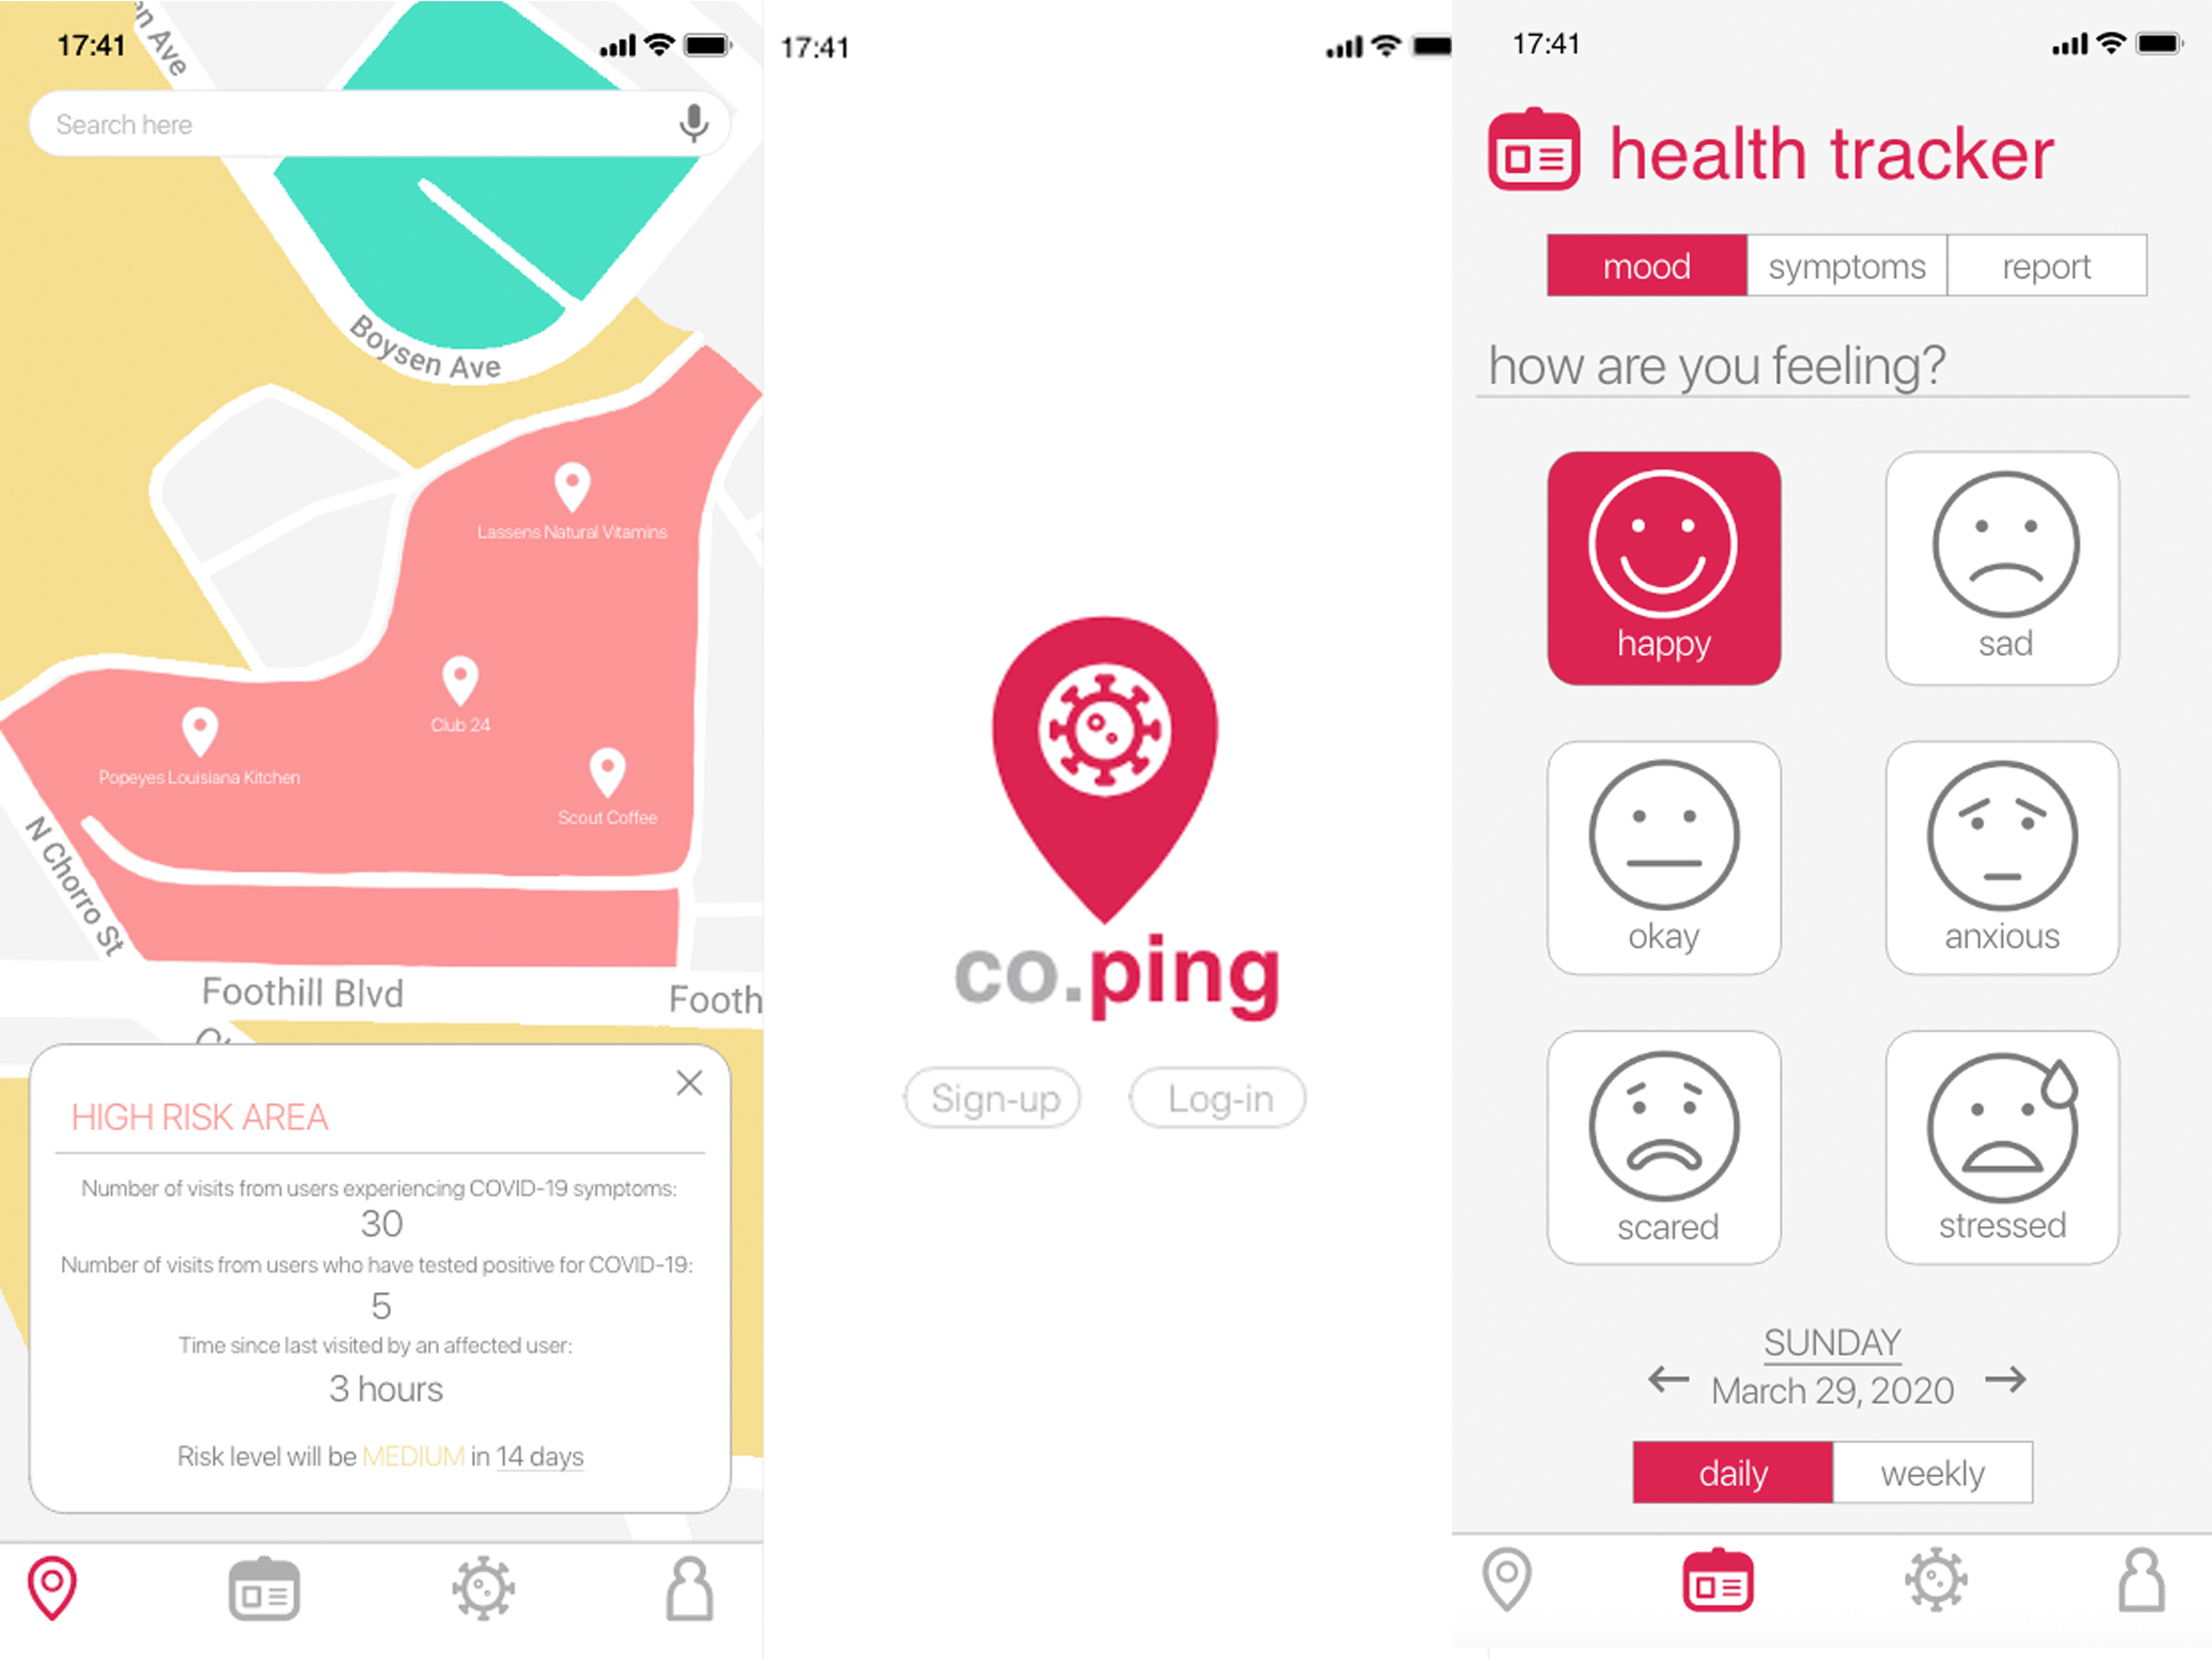 17:41
en Ave
Search here
Boysen Ave
Lassens Natural Vitamins
Club 24
Popeyes Louisiana Kitchen
Scout Coffee
N Chorro St
Foothill Blvd
Footh
HIGH RISK AREA
Number of visits from users experiencing COVID-19 symptoms:
30
Number of visits from users who have tested positive for COVID-19:
5
Time since last visited by an affected user:
3 hours
Risk level will be MEDIUM in 14 days
17:41
co.ping
Sign-up
Log-in
17:41
health tracker
mood
symptoms
report
how are you feeling?
happy
sad
okay
anxious
scared
stressed
SUNDAY
March 29, 2020
daily
weekly